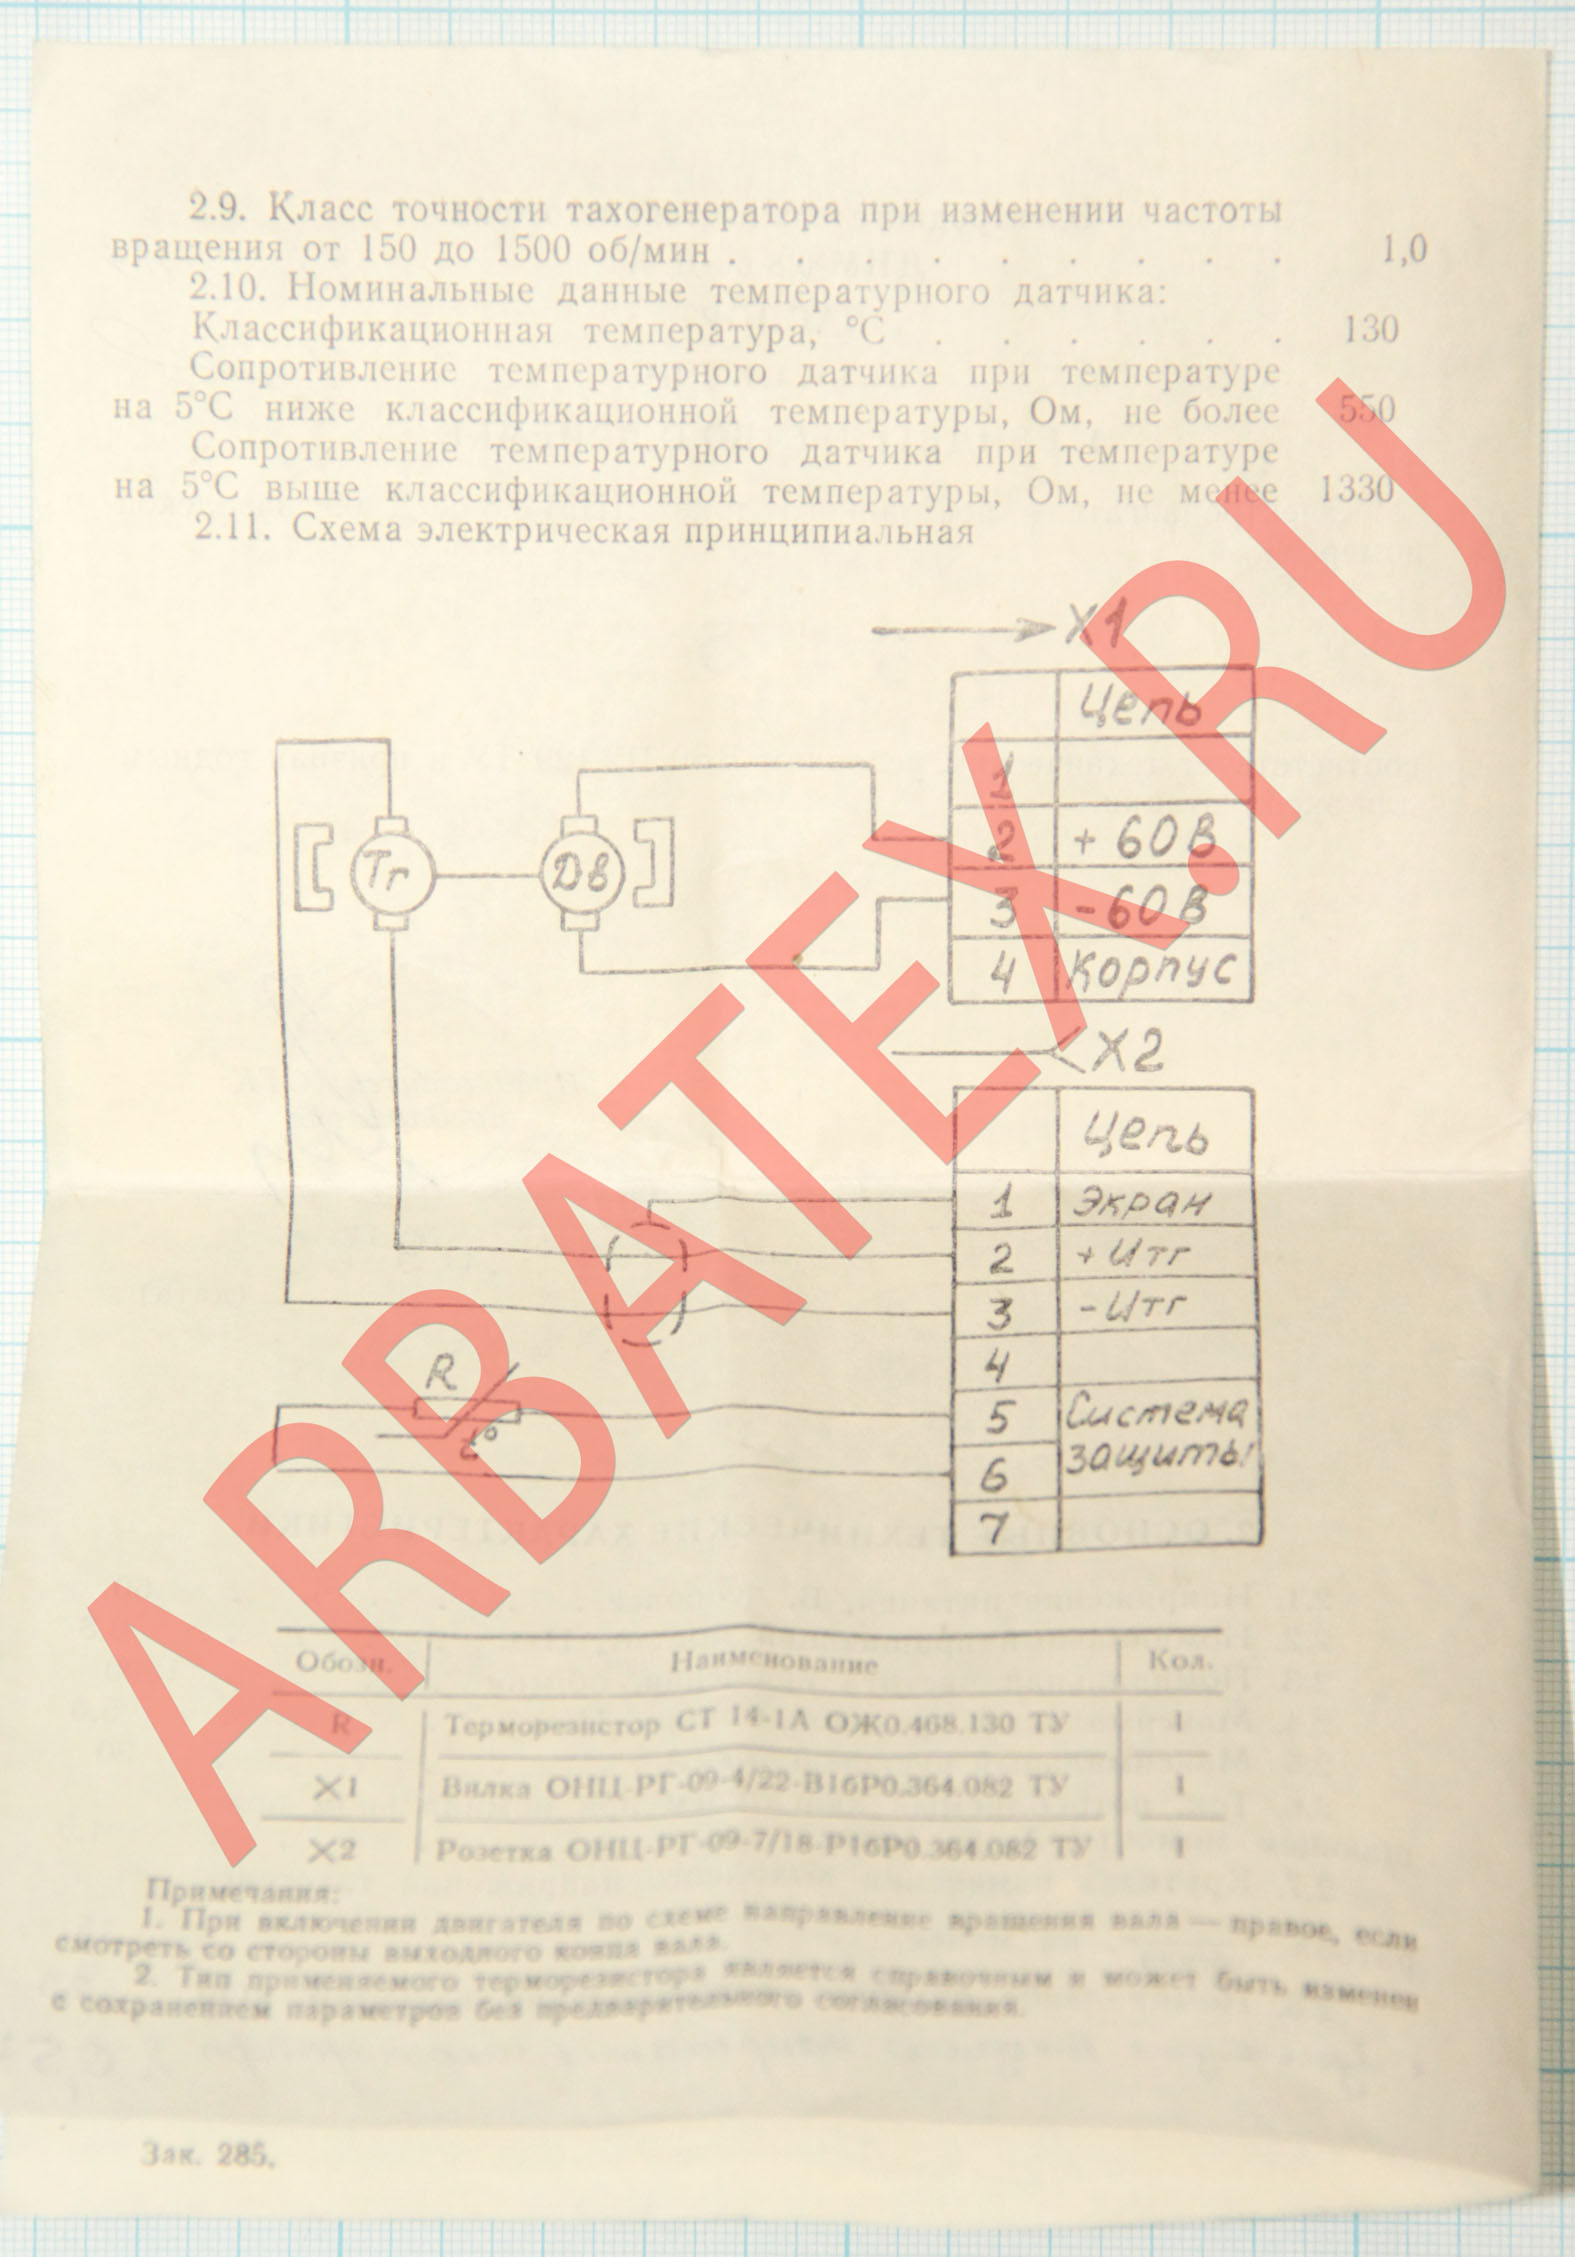 2.9. Класс точности тахогенератора при изменении частоты
вращения от 150 до 1500 об/мин . . . . . . . . . 1,0
2.10. Номинальные данные температурного датчика:
Классификационная температура, °С . . . . . . 130
Сопротивление температурного датчика при температуре
на 5°С ниже классификационной температуры, Ом, не более 550
Сопротивление температурного датчика при температуре
на 5°С выше классификационной температуры, Ом, не менее 1330
2.11. Схема электрическая принципиальная
X1
Цепь
1
2 + 60 В
3 - 60 В
4 Корпус
Тг Дв
X2
Цепь
1 Экран
2 + Uтг
3 - Uтг
4
5 Система
6 защиты
7
R
t°
Обозн. Наименование Кол.
R Терморезистор СТ 14-1А ОЖ0.468.130 ТУ 1
X1 Вилка ОНЦ-РГ-09-4/22-В16Р0.364.082 ТУ 1
X2 Розетка ОНЦ-РГ-09-7/18-Р16Р0.364.082 ТУ 1
Примечания:
1. При включении двигателя по схеме направление вращения вала — правое, если
смотреть со стороны выходного конца вала.
2. Тип применяемого терморезистора является справочным и может быть изменен
с сохранением параметров без предварительного согласования.
Зак. 285.
ARBATEX.RU